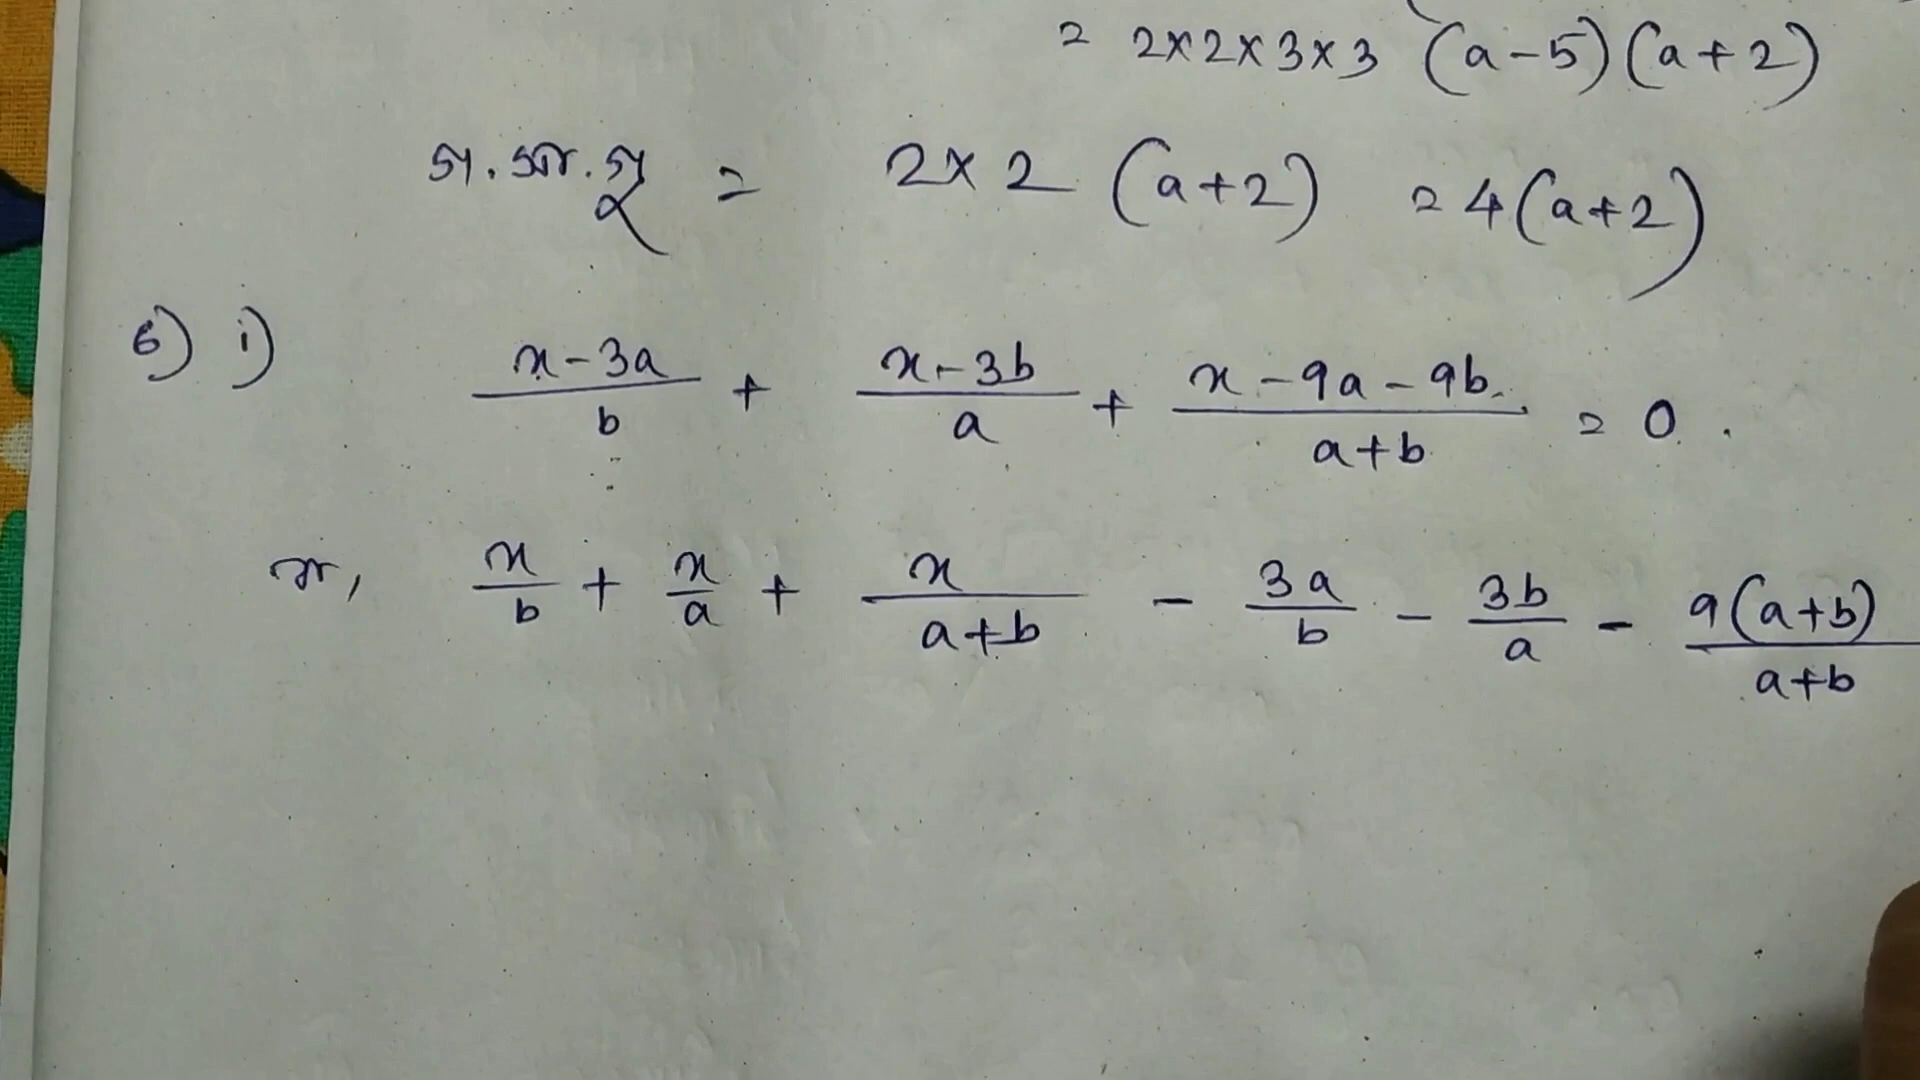 = 2×2×3×3 (a-5)(a+2)
গ.সা.গু = 2×2 (a+2) = 4(a+2)
6) i) (x-3a)/b + (x-3b)/a + (x-9a-9b)/(a+b) = 0.
বা, x/b + x/a + x/(a+b) - 3a/b - 3b/a - 9(a+b)/(a+b)